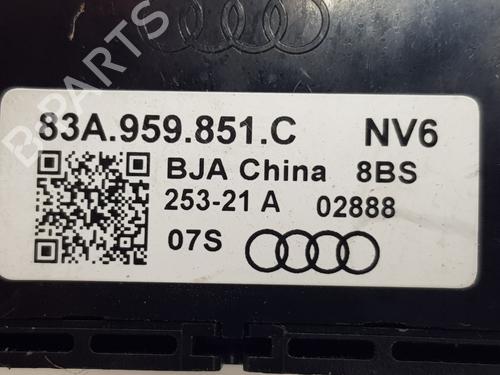 B-Parts
83A.959.851.C NV6
BJA China 8BS
253-21 A 02888
07S